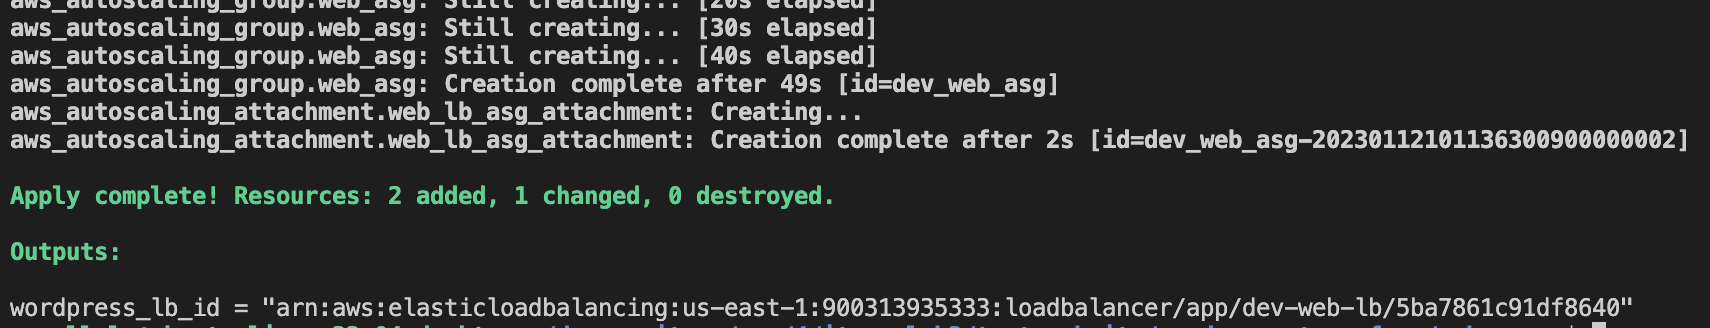 aws_autoscaling_group.web_asg: Still creating... [20s elapsed]
aws_autoscaling_group.web_asg: Still creating... [30s elapsed]
aws_autoscaling_group.web_asg: Still creating... [40s elapsed]
aws_autoscaling_group.web_asg: Creation complete after 49s [id=dev_web_asg]
aws_autoscaling_attachment.web_lb_asg_attachment: Creating...
aws_autoscaling_attachment.web_lb_asg_attachment: Creation complete after 2s [id=dev_web_asg-20230112101136300900000002]
Apply complete! Resources: 2 added, 1 changed, 0 destroyed.
Outputs:
wordpress_lb_id = "arn:aws:elasticloadbalancing:us-east-1:900313935333:loadbalancer/app/dev-web-lb/5ba7861c91df8640"